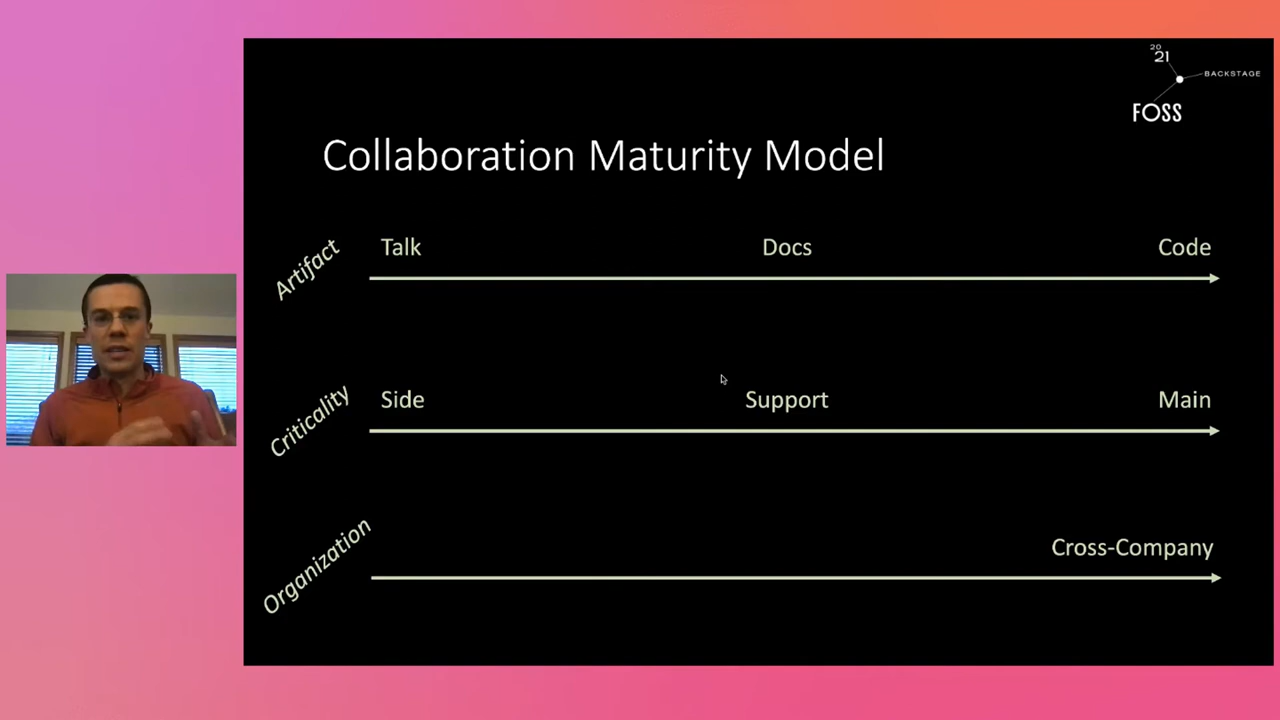 20
21
BACKSTAGE
FOSS
Collaboration Maturity Model
Artifact
Talk
Docs
Code
Criticality
Side
Support
Main
Organization
Cross-Company